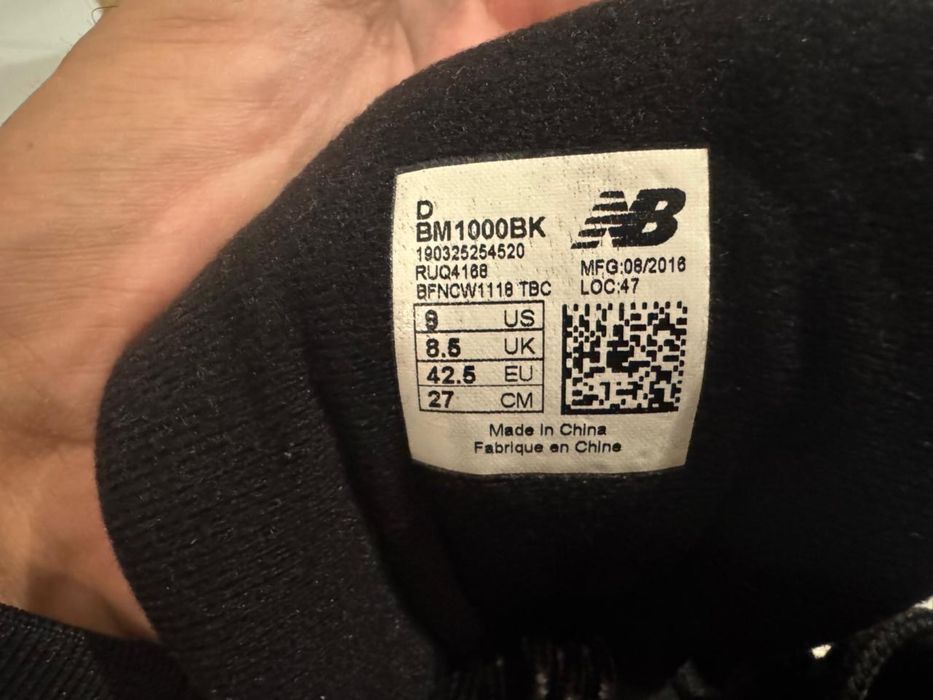 D
BM1000BK
NB
190325254520
RUQ4168
MFG:08/2016
BFNCW1118 TBC
LOC:47
9 US
8.5 UK
42.5 EU
27 CM
Made in China
Fabrique en Chine